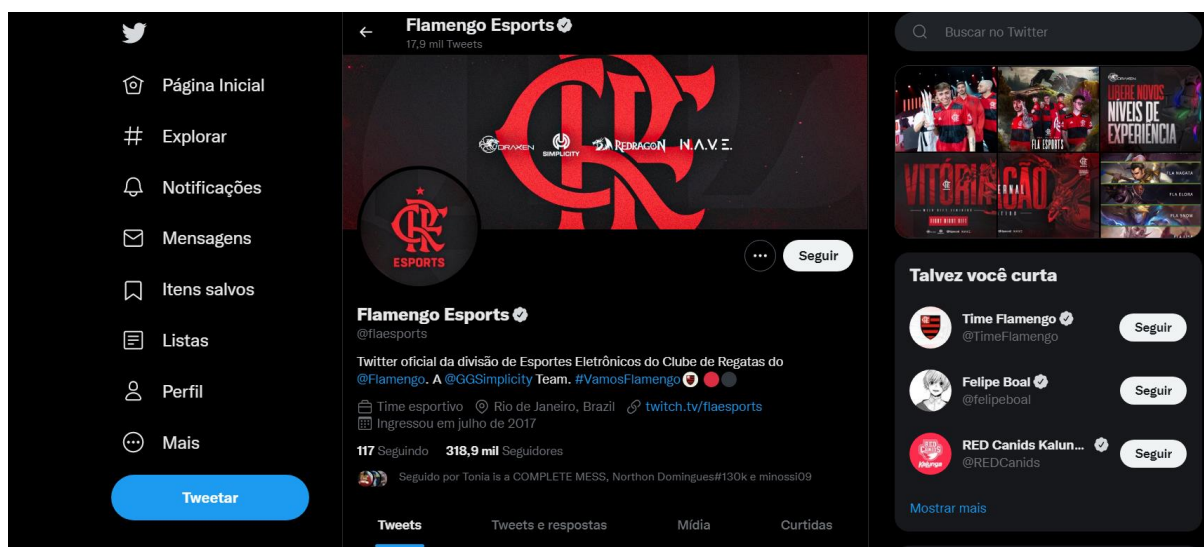 Página Inicial
Explorar
Notificações
Mensagens
Itens salvos
Listas
Perfil
Mais
Tweetar
Flamengo Esports
17,9 mil Tweets
DRAXEN SIMPLICITY REDRAGON N.A.V.E.
ESPORTS
Seguir
Flamengo Esports
@flaesports
Twitter oficial da divisão de Esportes Eletrônicos do Clube de Regatas do
@Flamengo. A @GGSimplicity Team. #VamosFlamengo
Time esportivo Rio de Janeiro, Brazil twitch.tv/flaesports
Ingressou em julho de 2017
117 Seguindo 318,9 mil Seguidores
Seguido por Tonia is a COMPLETE MESS, Northon Domingues#130k e minossi09
Tweets Tweets e respostas Mídia Curtidas
Buscar no Twitter
FLA ESPORTS
LIBERE NOVOS
NÍVEIS DE
EXPERIENCIA
VITÓRIA
FLA NAGATA
Talvez você curta
Time Flamengo
@TimeFlamengo
Seguir
Felipe Boal
@felipeboal
Seguir
RED Canids Kalun...
@REDCanids
Seguir
Mostrar mais